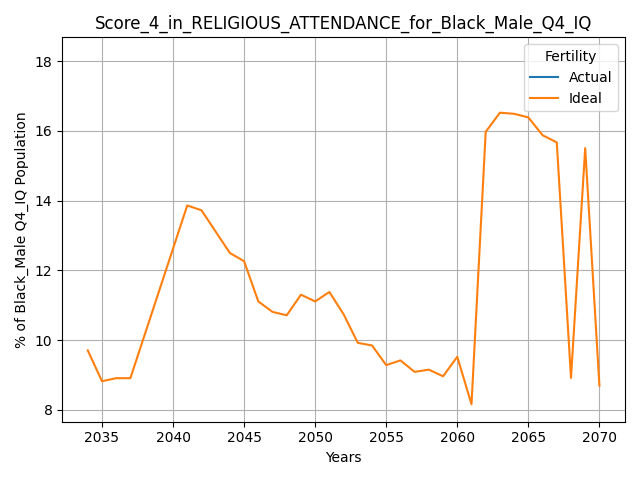 Score_4_in_RELIGIOUS_ATTENDANCE_for_Black_Male_Q4_IQ
Fertility
Actual
Ideal
% of Black_Male Q4_IQ Population
18
16
14
12
10
8
2035 2040 2045 2050 2055 2060 2065 2070
Years